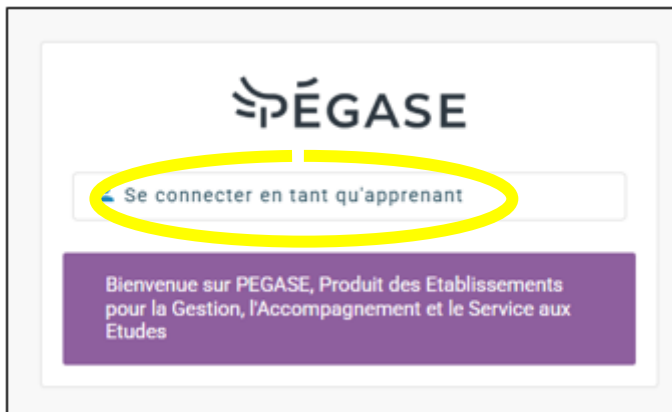 PÉGASE
Se connecter en tant qu'apprenant
Bienvenue sur PEGASE, Produit des Etablissements
pour la Gestion, l'Accompagnement et le Service aux
Etudes